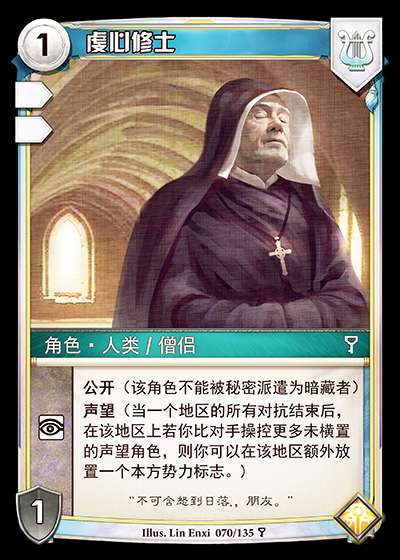 1
虔心修士
角色·人类 / 僧侣
公开（该角色不能被秘密派遣为暗藏者）
声望（当一个地区的所有对抗结束后，
在该地区上若你比对手操控更多未横置
的声望角色，则你可以在该地区额外放
置一个本方势力标志。）
“不可含怒到日落，朋友。”
1
Illus. Lin Enxi 070/135